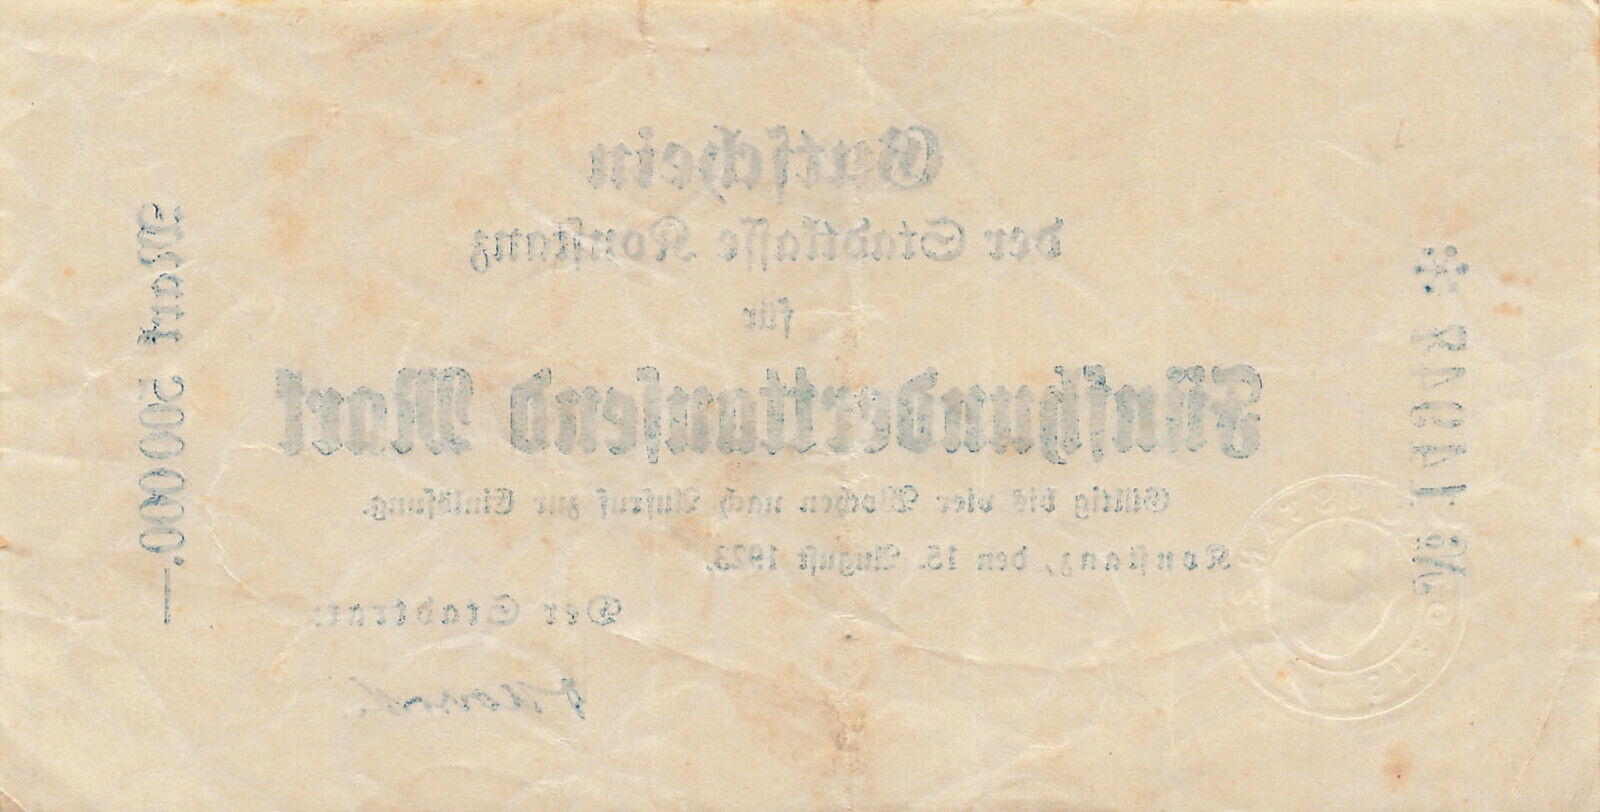 Gutschein
der Stadtkasse Konstanz
für
Fünfhunderttausend Mark
Gültig bis vier Wochen nach Aufruf zur Einlösung.
Konstanz, den 15. August 1923.
Der Stadtrat:
Mark 500000.—